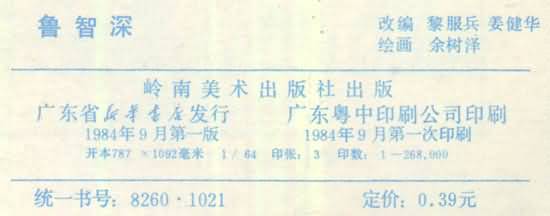 鲁智深
改编 黎服兵 姜健华
绘画 余树泽
岭南美术出版社出版
广东省新华书店发行 广东粤中印刷公司印刷
1984年9月第一版 1984年9月第一次印刷
开本787×1092毫米 1/64 印张:3 印数:1-268,000
统一书号:8260·1021 定价:0.39元